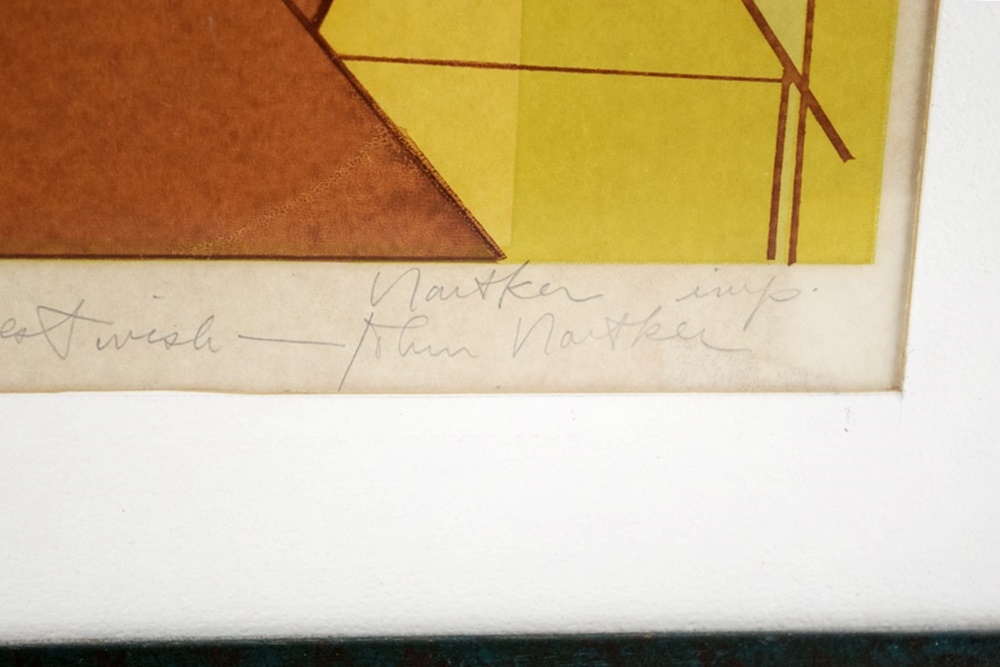 Nartker imp.
est wish — John Nartker